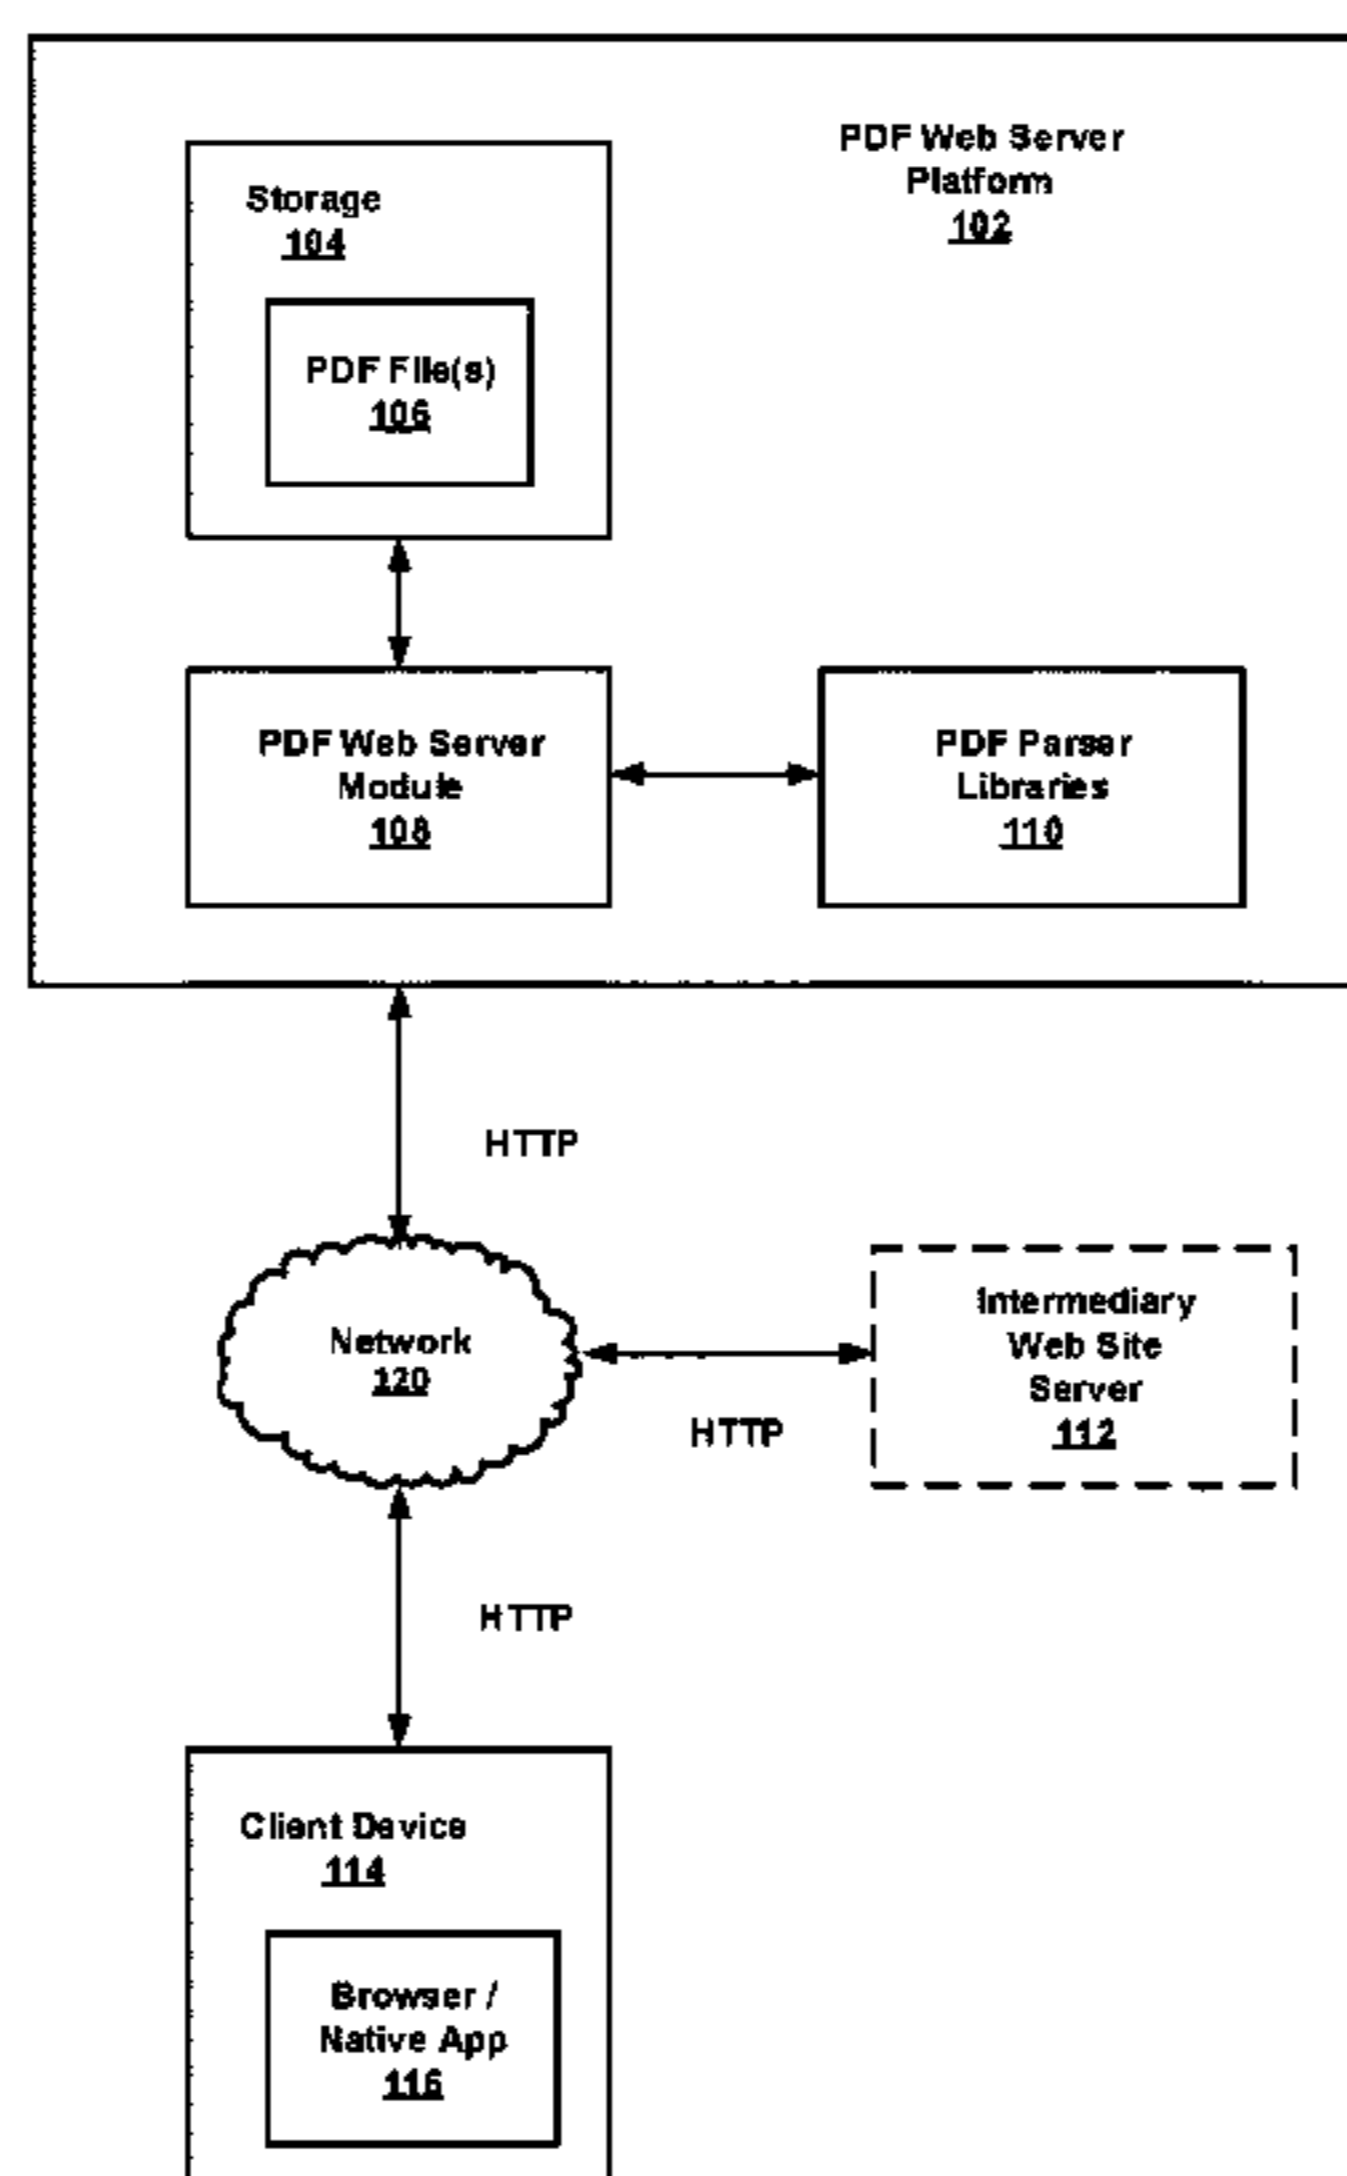 PDF Web Server
Platform
102
Storage
104
PDF File(s)
106
PDF Web Server
Module
108
PDF Parser
Libraries
110
HTTP
Network
120
Intermediary
Web Site
Server
112
HTTP
HTTP
Client Device
114
Browser /
Native App
116